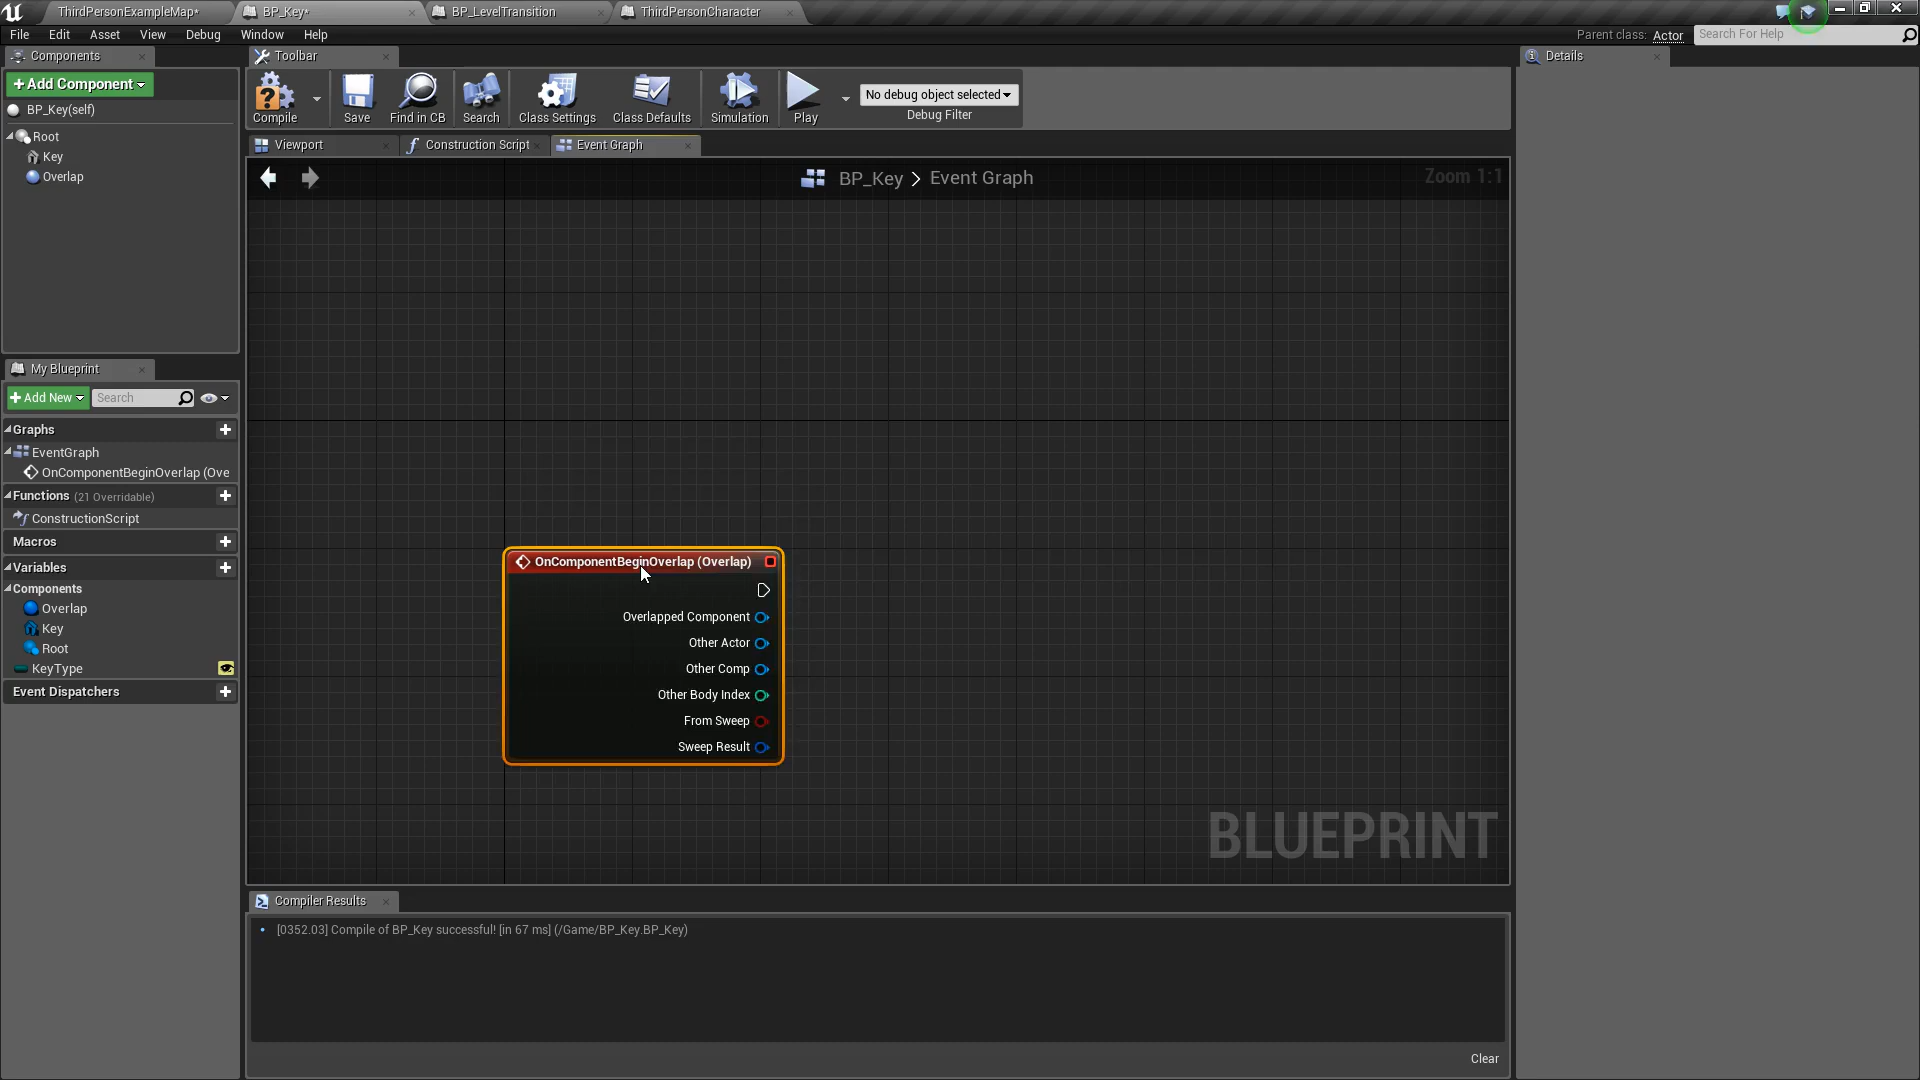 ThirdPersonExampleMap*
BP_Key*
BP_LevelTransition
ThirdPersonCharacter
File Edit Asset View Debug Window Help
Parent class: Actor
Search For Help
Components
Toolbar
Details
+ Add Component
BP_Key(self)
Root
Key
Overlap
Compile
Save
Find in CB
Search
Class Settings
Class Defaults
Simulation
Play
No debug object selected
Debug Filter
Viewport
Construction Script
Event Graph
BP_Key > Event Graph
Zoom 1:1
My Blueprint
+ Add New
Search
Graphs
EventGraph
OnComponentBeginOverlap (Ove
Functions (21 Overridable)
ConstructionScript
Macros
Variables
Components
Overlap
Key
Root
KeyType
Event Dispatchers
OnComponentBeginOverlap (Overlap)
Overlapped Component
Other Actor
Other Comp
Other Body Index
From Sweep
Sweep Result
BLUEPRINT
Compiler Results
[0352.03] Compile of BP_Key successful! [in 67 ms] (/Game/BP_Key.BP_Key)
Clear